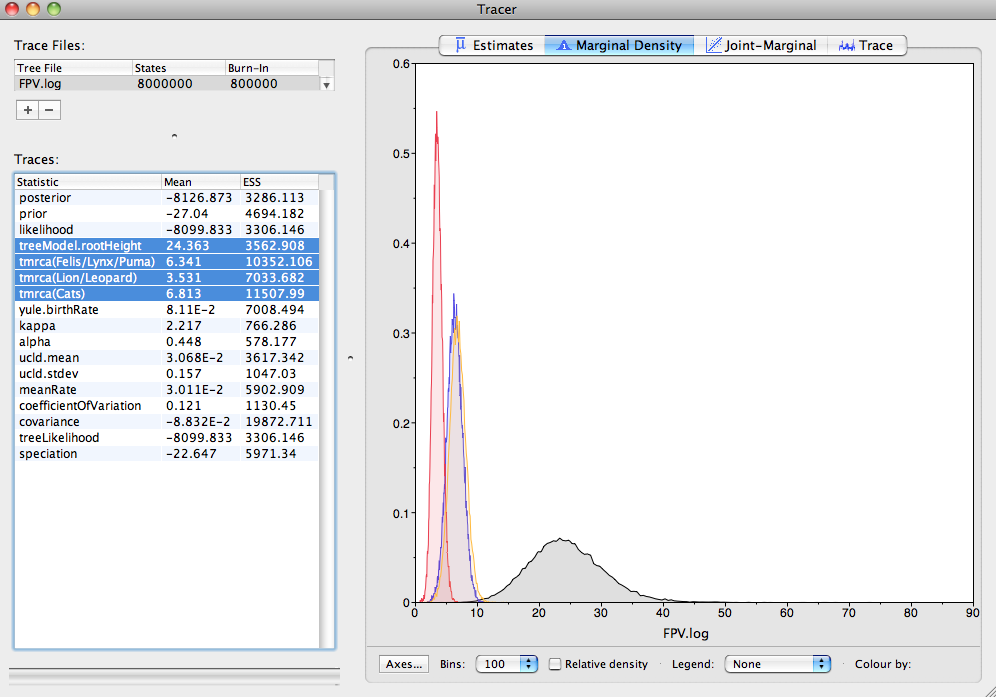 Tracer
Trace Files:
Tree File States Burn-In
FPV.log 8000000 800000
+ −
Traces:
Statistic Mean ESS
posterior -8126.873 3286.113
prior -27.04 4694.182
likelihood -8099.833 3306.146
treeModel.rootHeight 24.363 3562.908
tmrca(Felis/Lynx/Puma) 6.341 10352.106
tmrca(Lion/Leopard) 3.531 7033.682
tmrca(Cats) 6.813 11507.99
yule.birthRate 8.11E-2 7008.494
kappa 2.217 766.286
alpha 0.448 578.177
ucld.mean 3.068E-2 3617.342
ucld.stdev 0.157 1047.03
meanRate 3.011E-2 5902.909
coefficientOfVariation 0.121 1130.45
covariance -8.832E-2 19872.711
treeLikelihood -8099.833 3306.146
speciation -22.647 5971.34
Estimates Marginal Density Joint-Marginal Trace
0.6
0.5
0.4
0.3
0.2
0.1
0
0 10 20 30 40 50 60 70 80 90
FPV.log
Axes... Bins: 100 Relative density Legend: None Colour by: